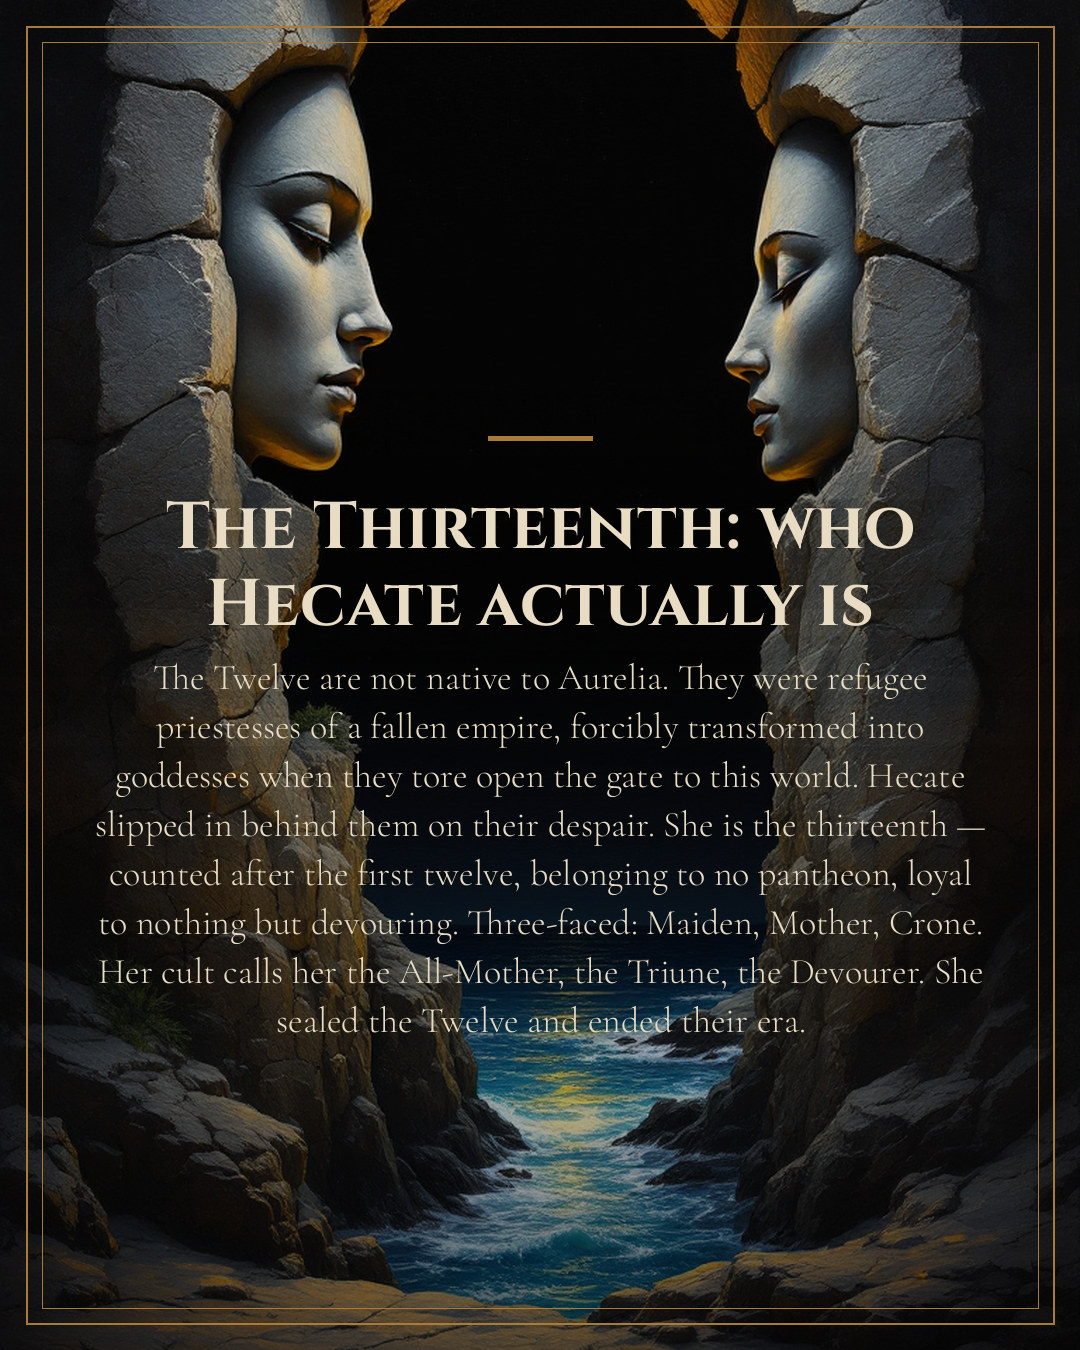 The Thirteenth: who
Hecate actually is
The Twelve are not native to Aurelia. They were refugee
priestesses of a fallen empire, forcibly transformed into
goddesses when they tore open the gate to this world. Hecate
slipped in behind them on their despair. She is the thirteenth —
counted after the first twelve, belonging to no pantheon, loyal
to nothing but devouring. Three-faced: Maiden, Mother, Crone.
Her cult calls her the All-Mother, the Triune, the Devourer. She
sealed the Twelve and ended their era.